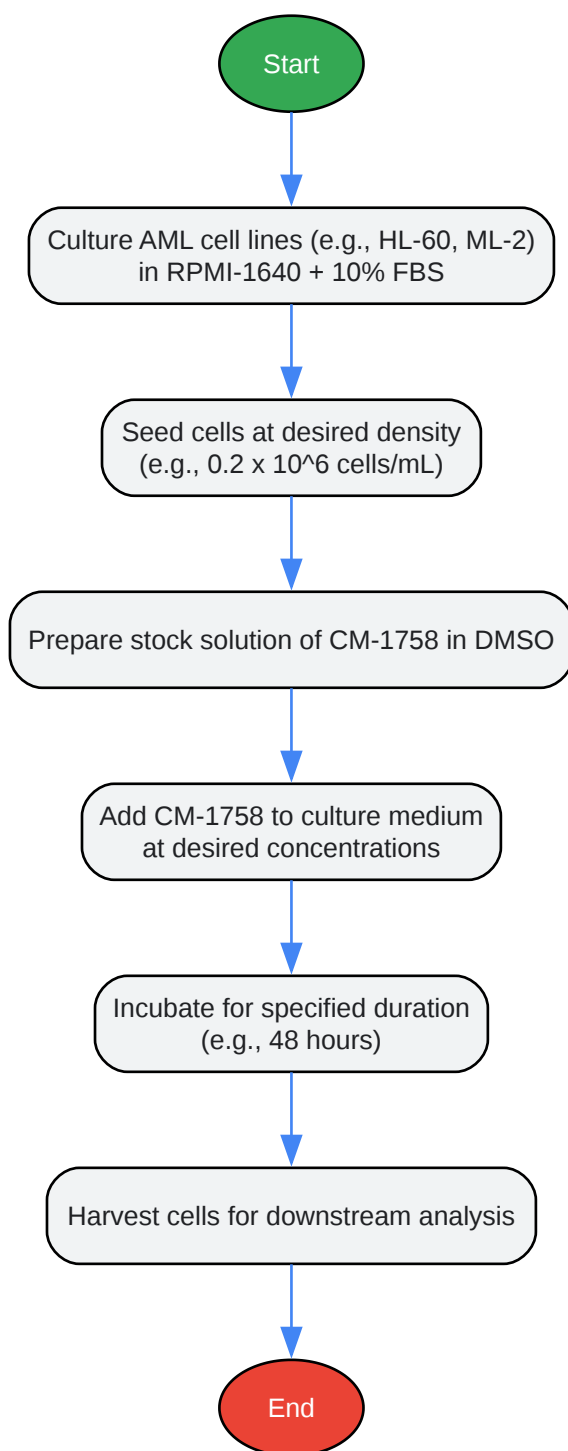 Start
Culture AML cell lines (e.g., HL-60, ML-2)
in RPMI-1640 + 10% FBS
Seed cells at desired density
(e.g., 0.2 x 10^6 cells/mL)
Prepare stock solution of CM-1758 in DMSO
Add CM-1758 to culture medium
at desired concentrations
Incubate for specified duration
(e.g., 48 hours)
Harvest cells for downstream analysis
End